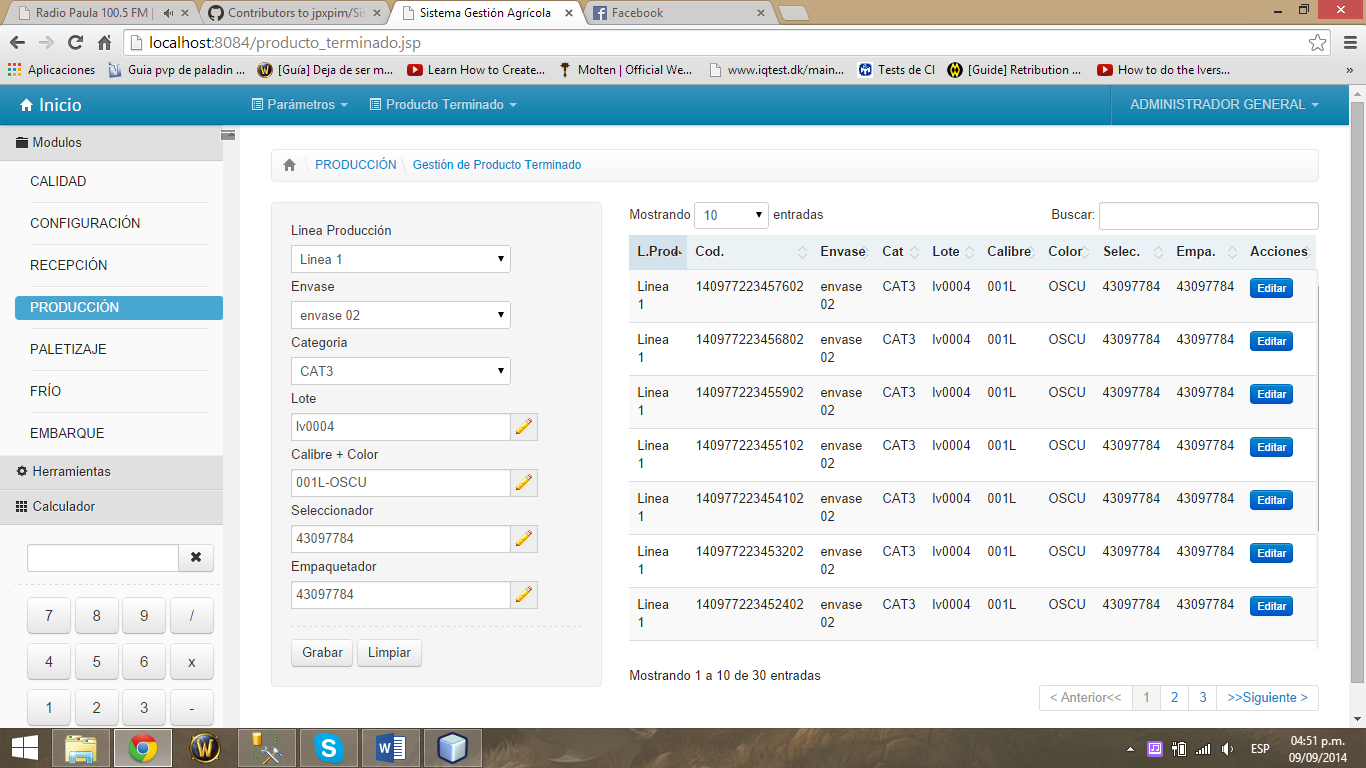 Radio Paula 100.5 FM |
Contributors to jpxpim/Sis
Sistema Gestión Agrícola
Facebook
localhost:8084/producto_terminado.jsp
Aplicaciones
Guia pvp de paladin ...
[Guía] Deja de ser m...
Learn How to Create...
Molten | Official We...
www.iqtest.dk/main...
Tests de CI
[Guide] Retribution ...
How to do the Ivers...
»
Inicio
Parámetros
Producto Terminado
ADMINISTRADOR GENERAL
Modulos
CALIDAD
CONFIGURACIÓN
RECEPCIÓN
PRODUCCIÓN
PALETIZAJE
FRÍO
EMBARQUE
Herramientas
Calculador
7 8 9 /
4 5 6 x
1 2 3 -
PRODUCCIÓN \ Gestión de Producto Terminado
Linea Producción
Linea 1
Envase
envase 02
Categoria
CAT3
Lote
lv0004
Calibre + Color
001L-OSCU
Seleccionador
43097784
Empaquetador
43097784
Grabar Limpiar
Mostrando 10 entradas
Buscar:
L.Prod Cod. Envase Cat Lote Calibre Color Selec. Empa. Acciones
Linea 1 140977223457602 envase 02 CAT3 lv0004 001L OSCU 43097784 43097784 Editar
Linea 1 140977223456802 envase 02 CAT3 lv0004 001L OSCU 43097784 43097784 Editar
Linea 1 140977223455902 envase 02 CAT3 lv0004 001L OSCU 43097784 43097784 Editar
Linea 1 140977223455102 envase 02 CAT3 lv0004 001L OSCU 43097784 43097784 Editar
Linea 1 140977223454102 envase 02 CAT3 lv0004 001L OSCU 43097784 43097784 Editar
Linea 1 140977223453202 envase 02 CAT3 lv0004 001L OSCU 43097784 43097784 Editar
Linea 1 140977223452402 envase 02 CAT3 lv0004 001L OSCU 43097784 43097784 Editar
Mostrando 1 a 10 de 30 entradas
< Anterior<< 1 2 3 >>Siguiente >
ESP
04:51 p.m.
09/09/2014